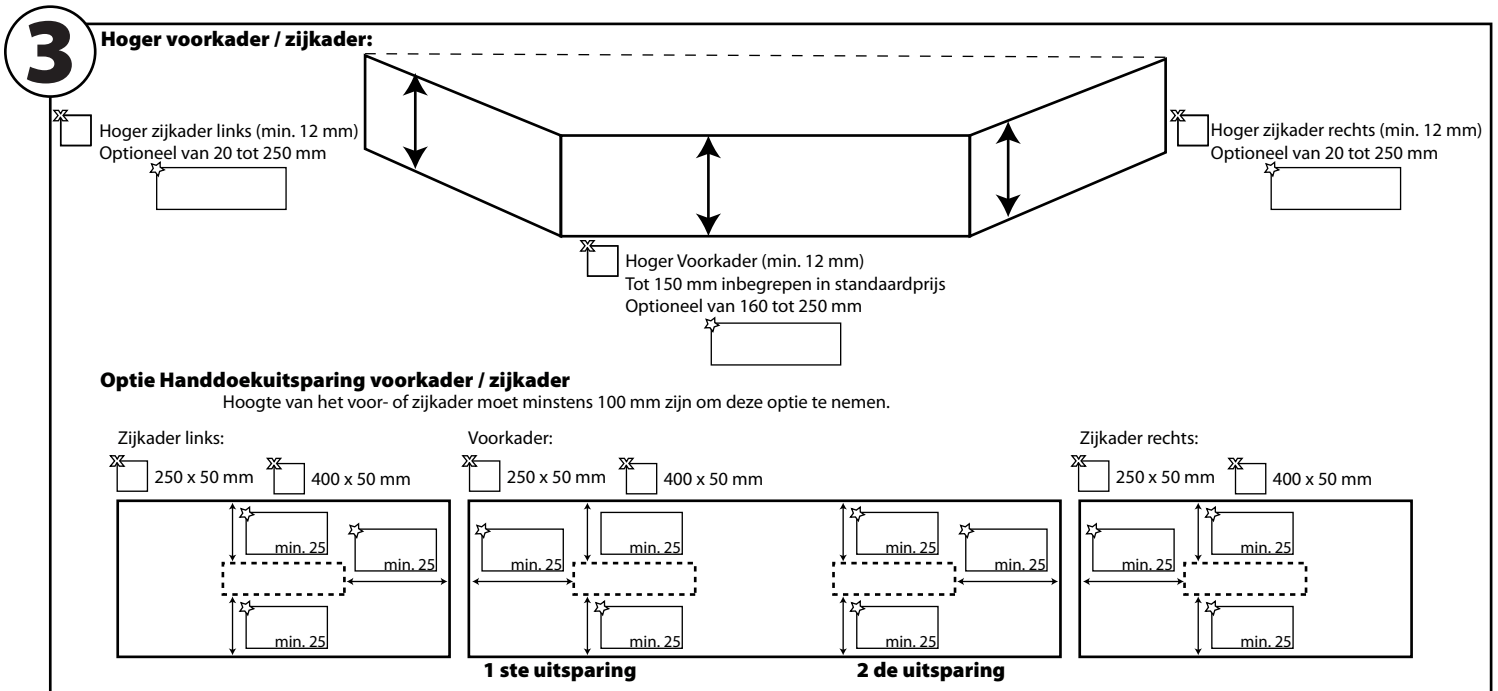 3
Hoger voorkader / zijkader:
Hoger zijkader links (min. 12 mm)
Optioneel van 20 tot 250 mm
Hoger zijkader rechts (min. 12 mm)
Optioneel van 20 tot 250 mm
Hoger Voorkader (min. 12 mm)
Tot 150 mm inbegrepen in standaardprijs
Optioneel van 160 tot 250 mm
Optie Handdoekuitsparing voorkader / zijkader
Hoogte van het voor- of zijkader moet minstens 100 mm zijn om deze optie te nemen.
Zijkader links:
250 x 50 mm
400 x 50 mm
min. 25
min. 25
min. 25
Voorkader:
250 x 50 mm
400 x 50 mm
min. 25
min. 25
min. 25
min. 25
min. 25
min. 25
1 ste uitsparing
2 de uitsparing
Zijkader rechts:
250 x 50 mm
400 x 50 mm
min. 25
min. 25
min. 25